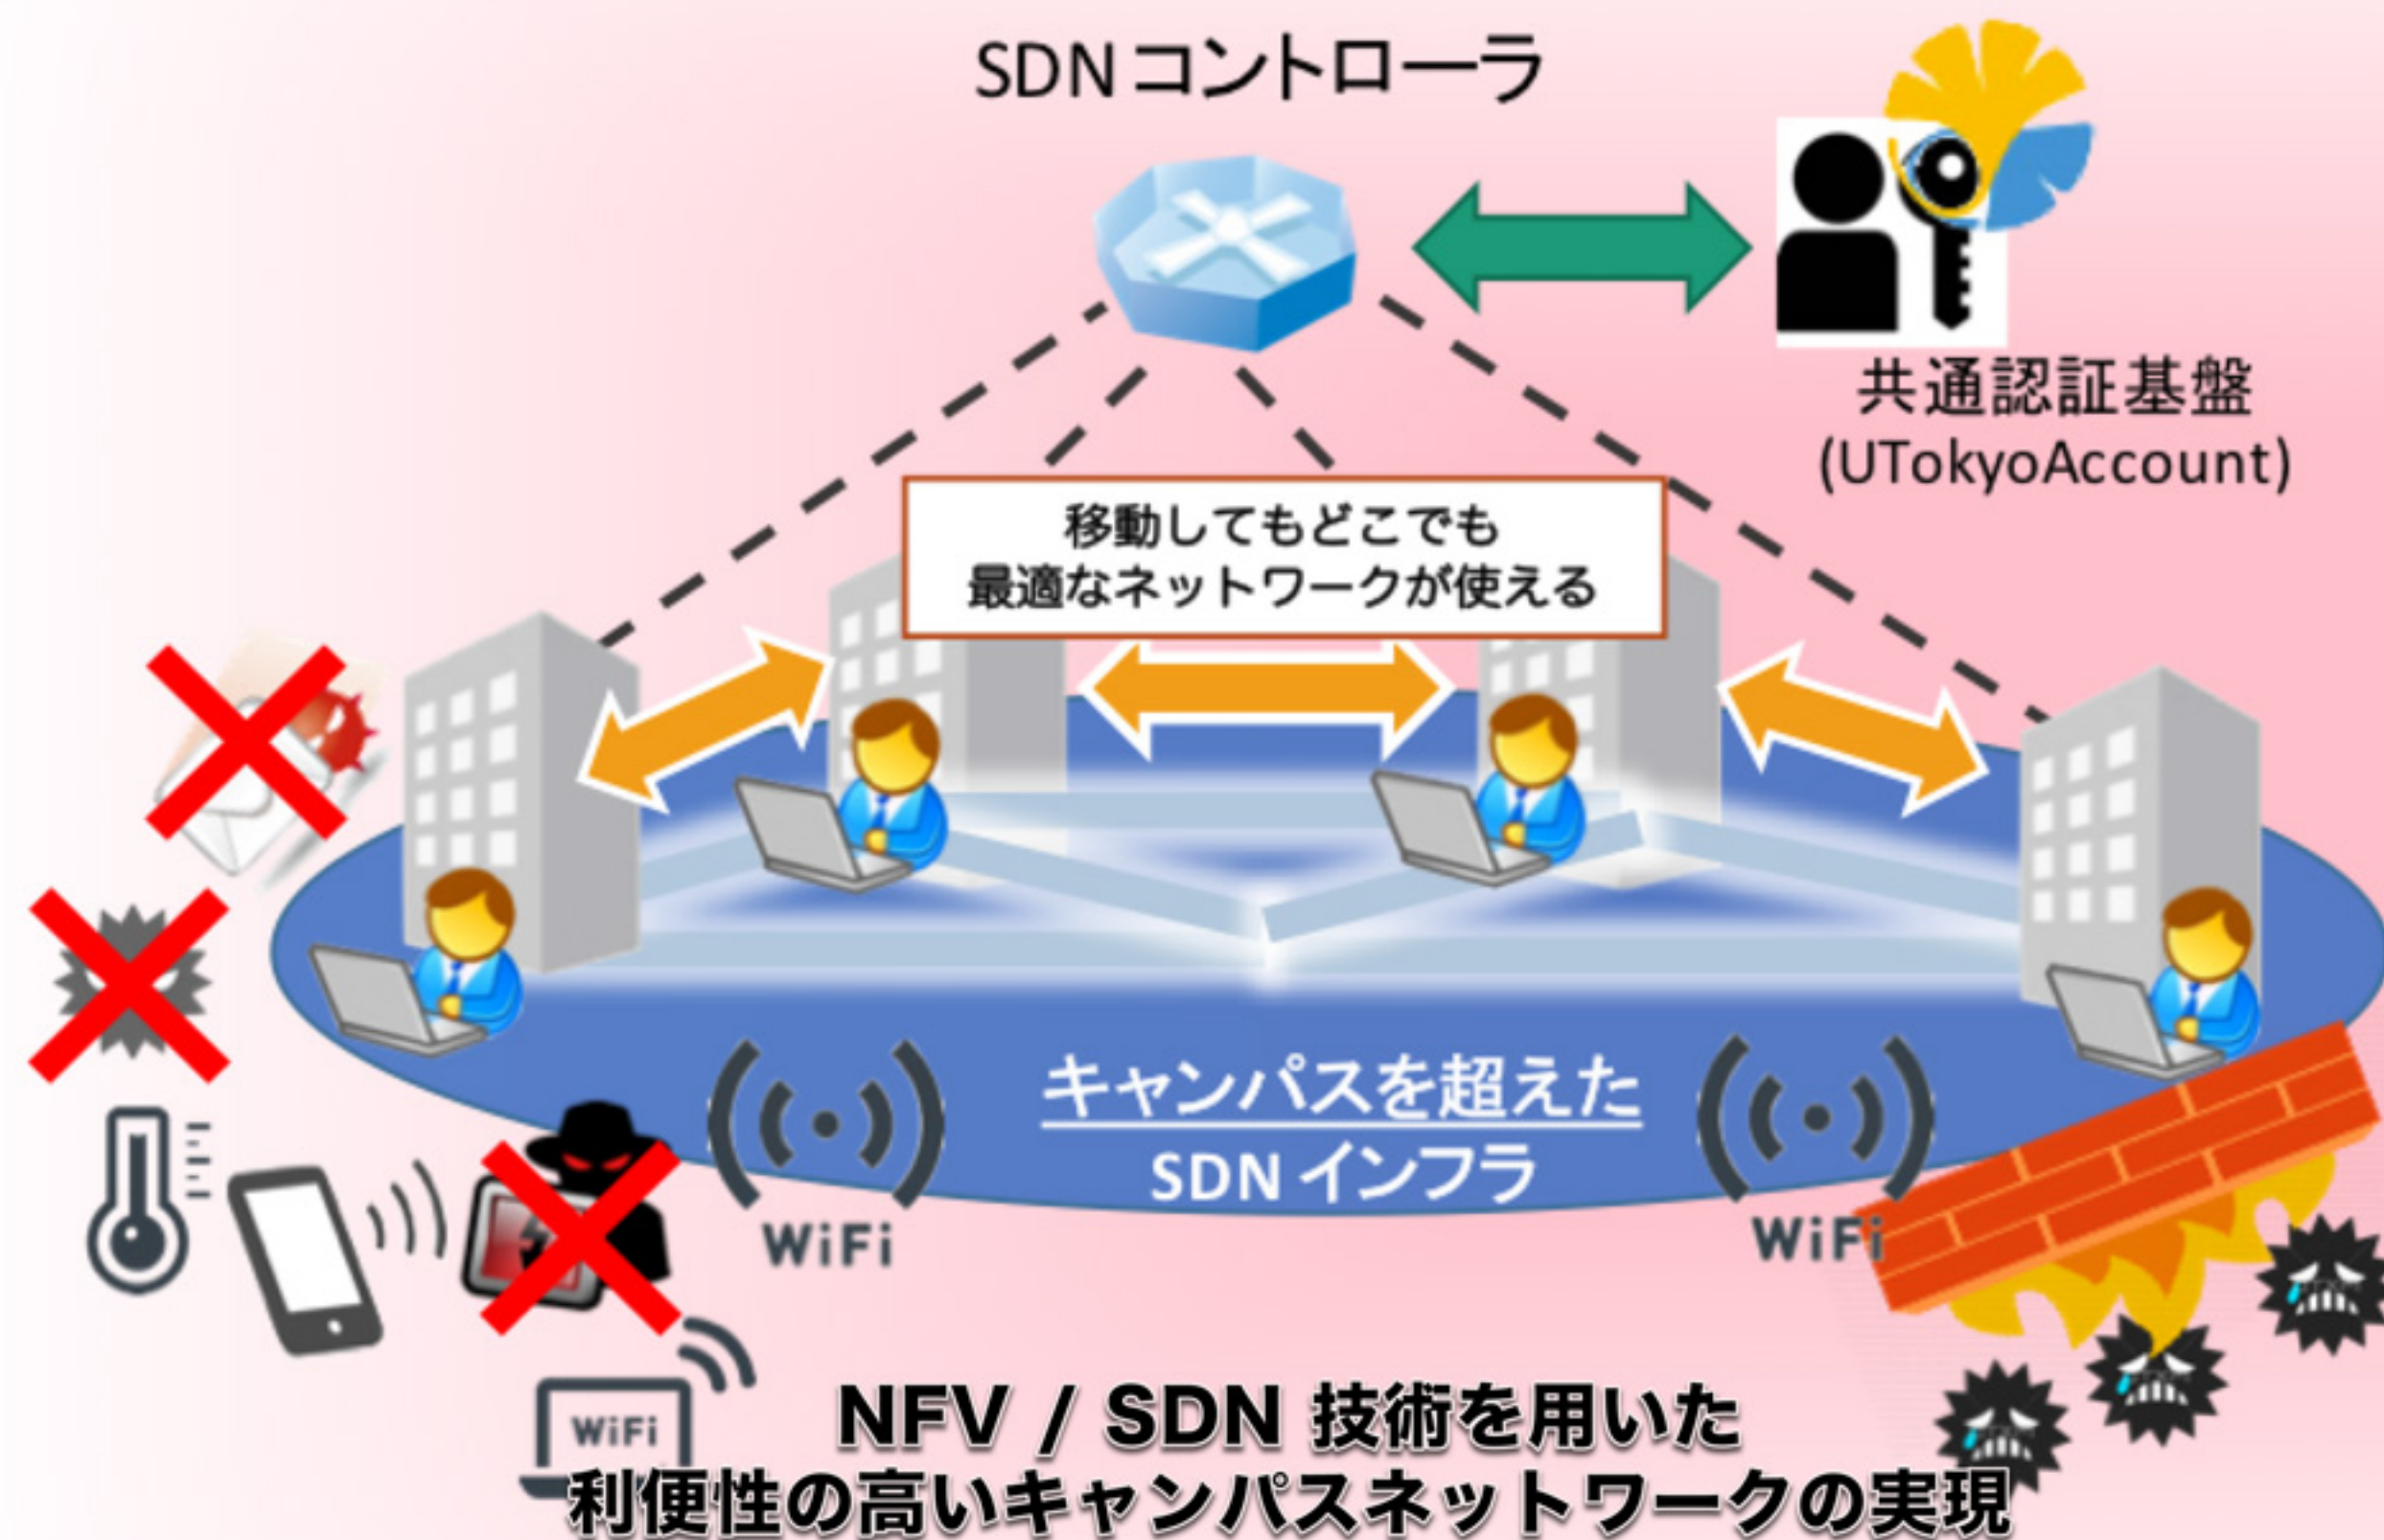 SDNコントローラ
共通認証基盤
(UTokyoAccount)
移動してもどこでも
最適なネットワークが使える
キャンパスを超えた
SDN インフラ
WiFi
WiFi
WiFi
NFV / SDN 技術を用いた
利便性の高いキャンパスネットワークの実現